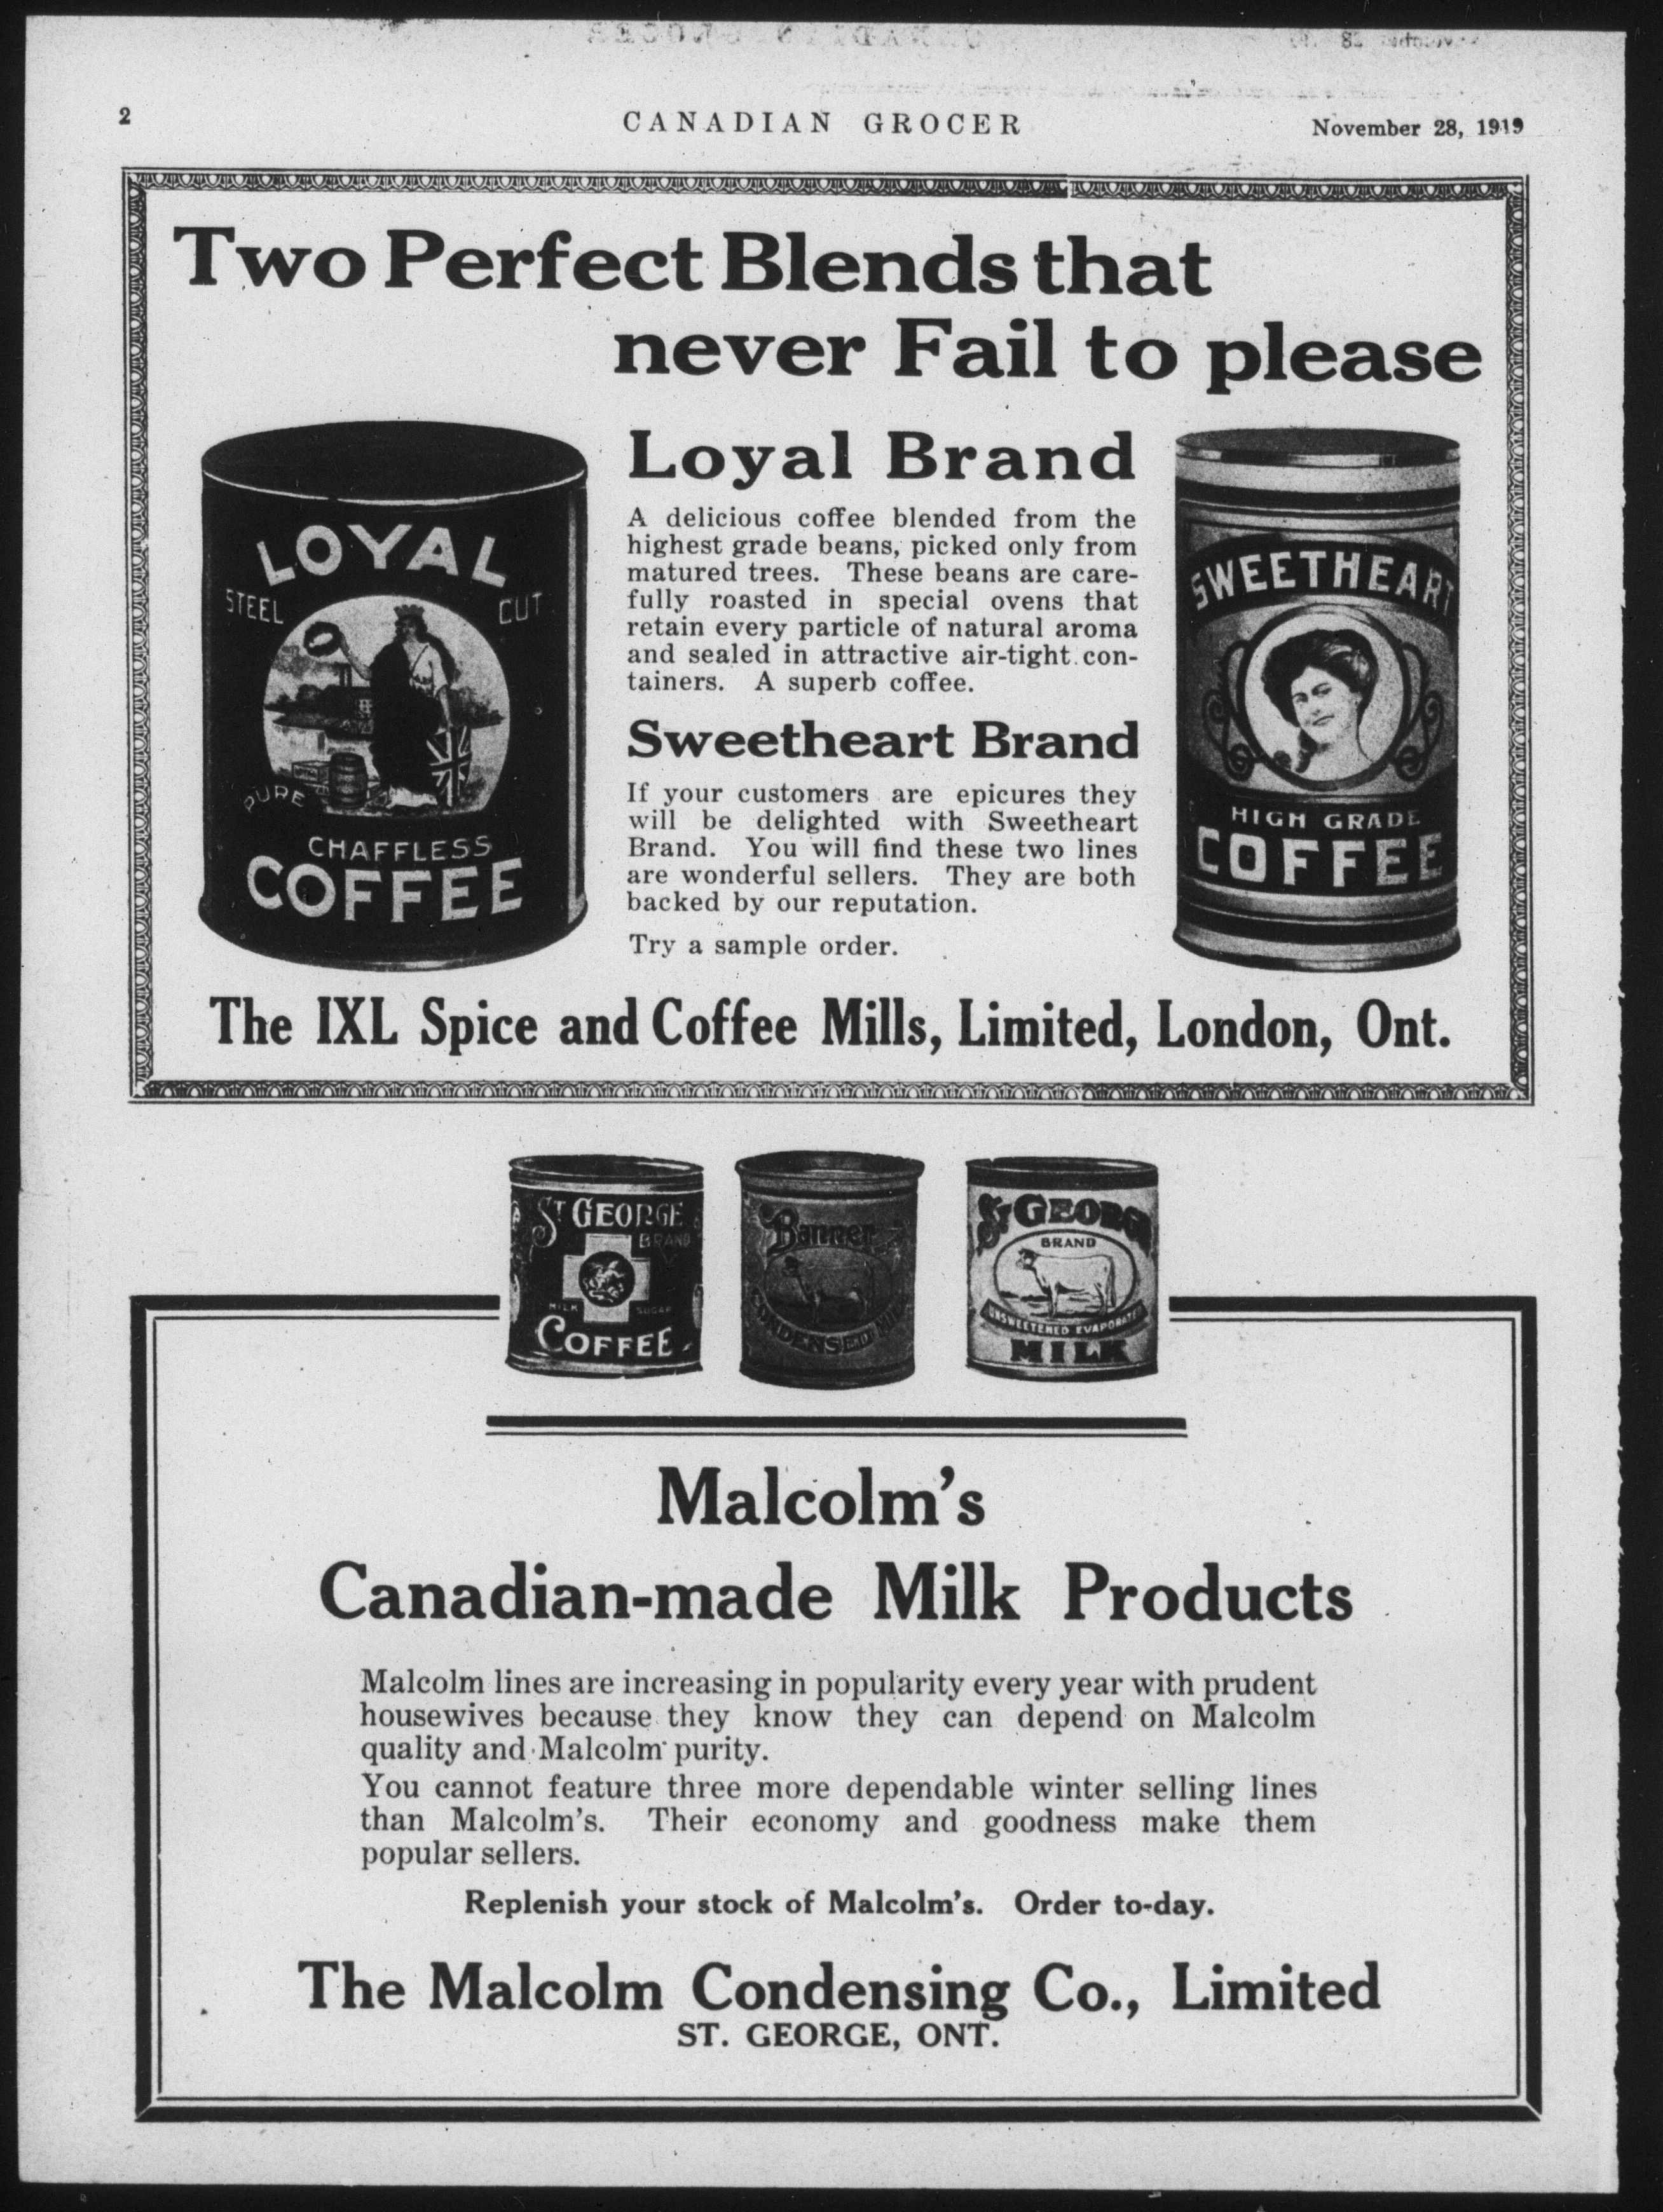 2
CANADIAN GROCER
November 28, 1919
Two Perfect Blends that
never Fail to please
LOYAL
STEEL CUT
PURE
CHAFFLESS
COFFEE
Loyal Brand
A delicious coffee blended from the
highest grade beans, picked only from
matured trees. These beans are care-
fully roasted in special ovens that
retain every particle of natural aroma
and sealed in attractive air-tight con-
tainers. A superb coffee.
Sweetheart Brand
If your customers are epicures they
will be delighted with Sweetheart
Brand. You will find these two lines
are wonderful sellers. They are both
backed by our reputation.
Try a sample order.
SWEETHEART
HIGH GRADE
COFFEE
The IXL Spice and Coffee Mills, Limited, London, Ont.
ST GEORGE
BRAND
MILK SUGAR
COFFEE
Banner
CONDENSED MILK
ST GEORGE
BRAND
UNSWEETENED EVAPORATED
MILK
Malcolm's
Canadian-made Milk Products
Malcolm lines are increasing in popularity every year with prudent
housewives because they know they can depend on Malcolm
quality and Malcolm purity.
You cannot feature three more dependable winter selling lines
than Malcolm's. Their economy and goodness make them
popular sellers.
Replenish your stock of Malcolm's. Order to-day.
The Malcolm Condensing Co., Limited
ST. GEORGE, ONT.